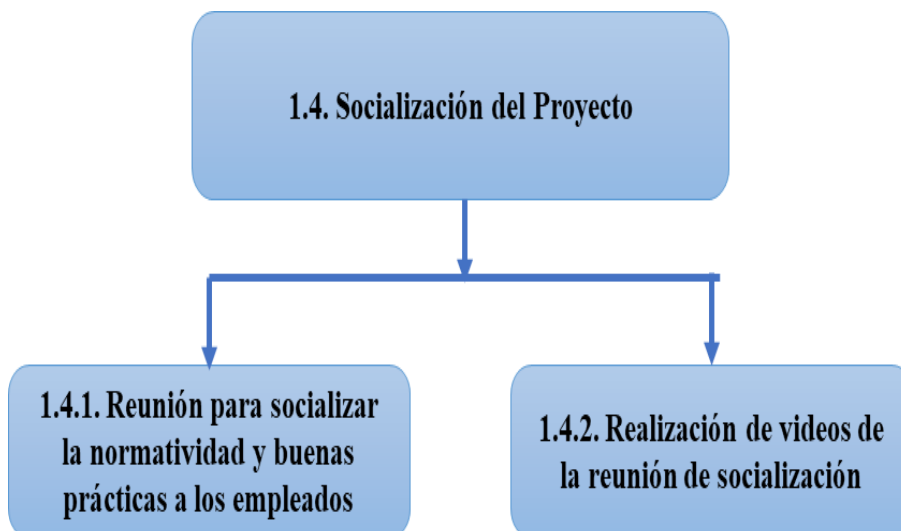 1.4. Socialización del Proyecto
1.4.1. Reunión para socializar
la normatividad y buenas
prácticas a los empleados
1.4.2. Realización de videos de
la reunión de socialización